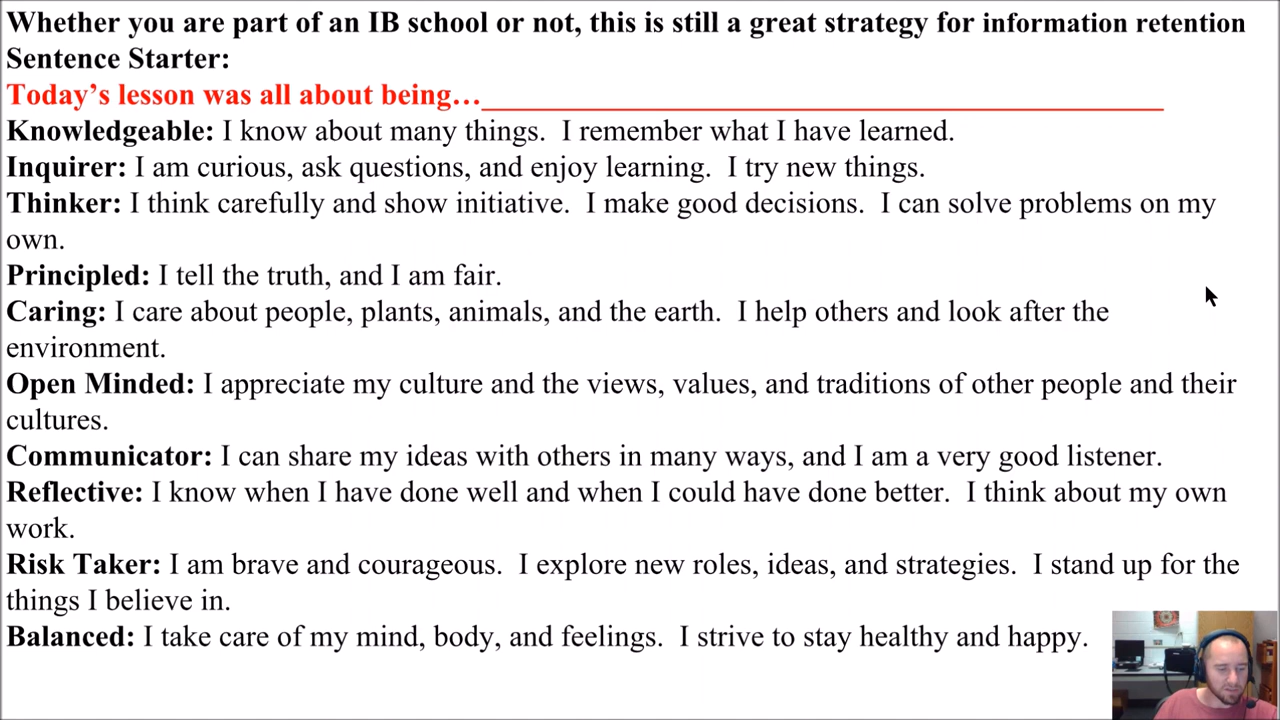 Whether you are part of an IB school or not, this is still a great strategy for information retention
Sentence Starter:
Today’s lesson was all about being…_______________________________________________
Knowledgeable: I know about many things.  I remember what I have learned.
Inquirer: I am curious, ask questions, and enjoy learning.  I try new things.
Thinker: I think carefully and show initiative.  I make good decisions.  I can solve problems on my
own.
Principled: I tell the truth, and I am fair.
Caring: I care about people, plants, animals, and the earth.  I help others and look after the
environment.
Open Minded: I appreciate my culture and the views, values, and traditions of other people and their
cultures.
Communicator: I can share my ideas with others in many ways, and I am a very good listener.
Reflective: I know when I have done well and when I could have done better.  I think about my own
work.
Risk Taker: I am brave and courageous.  I explore new roles, ideas, and strategies.  I stand up for the
things I believe in.
Balanced: I take care of my mind, body, and feelings.  I strive to stay healthy and happy.